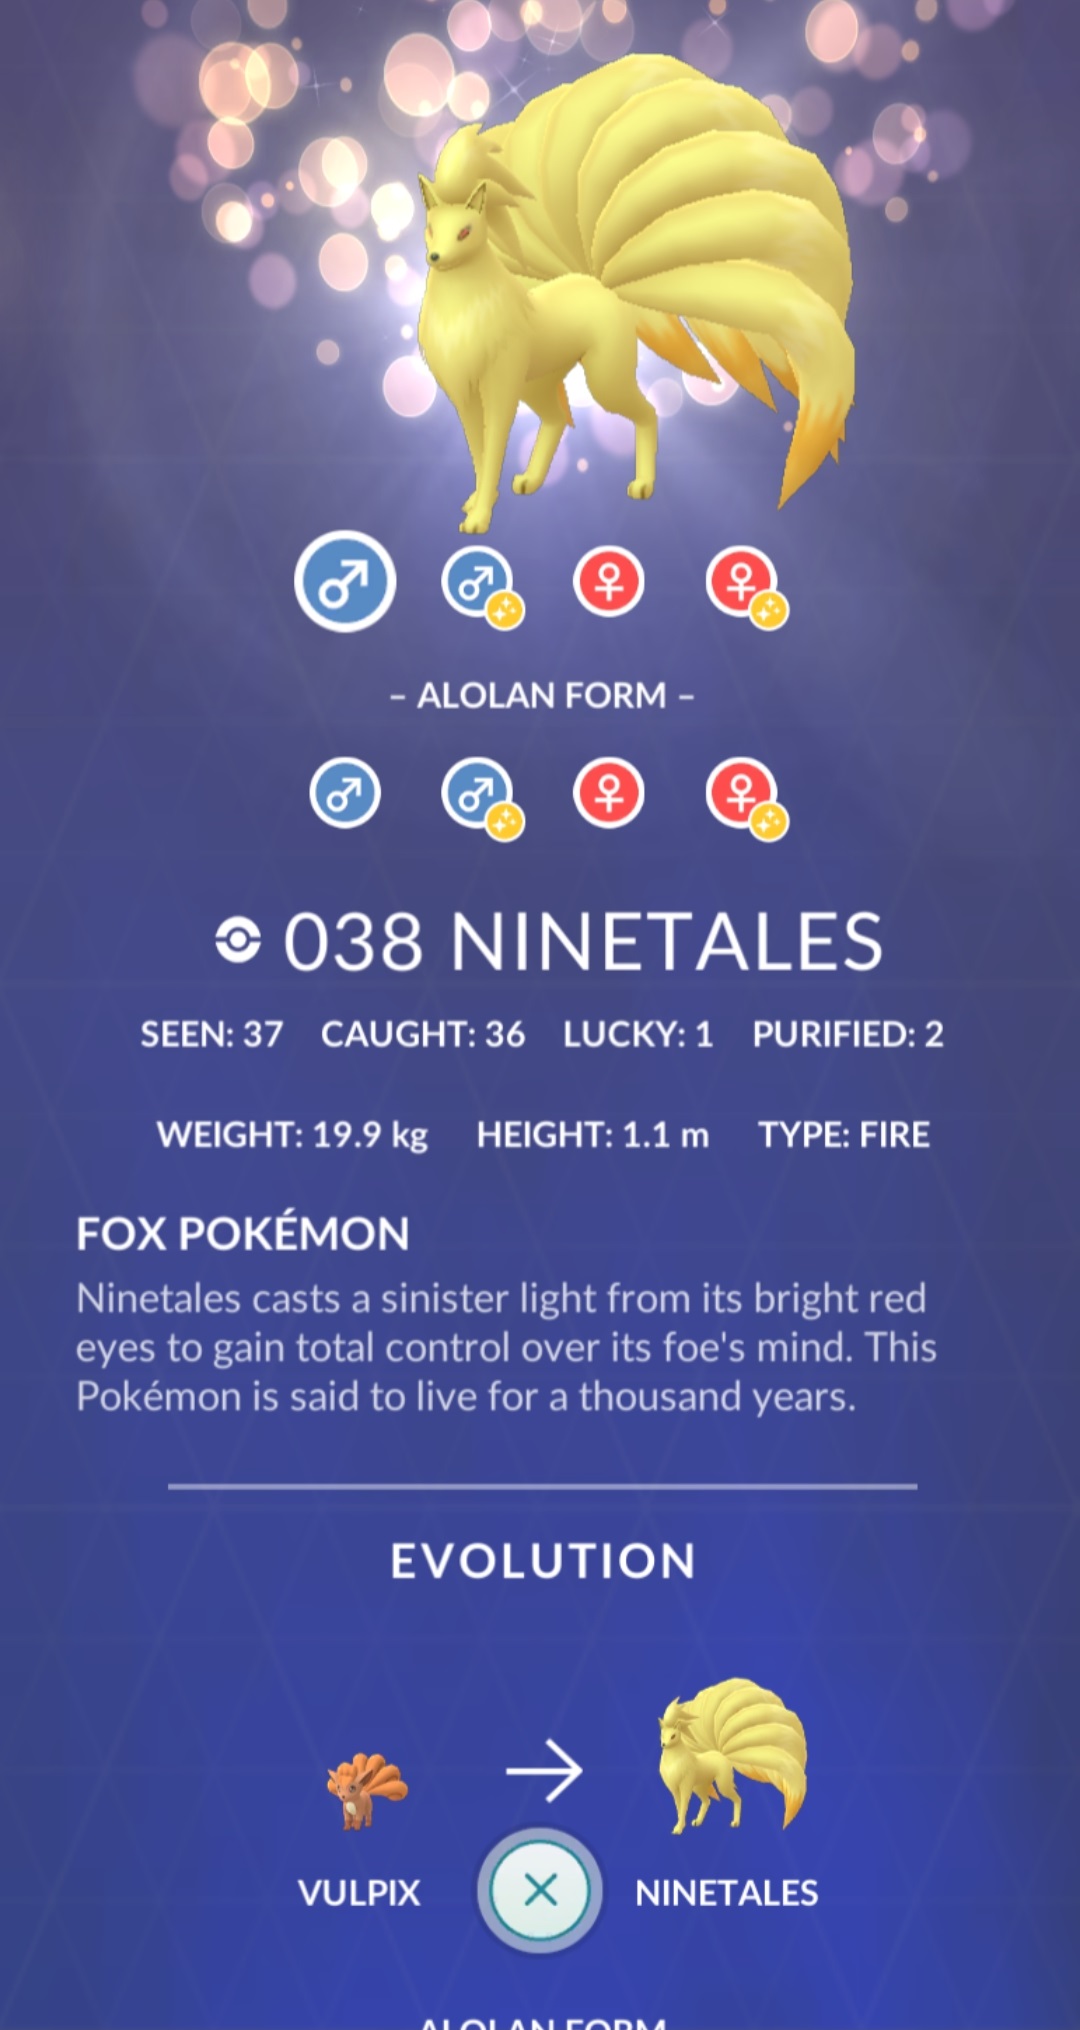 – ALOLAN FORM –
038 NINETALES
SEEN: 37 CAUGHT: 36 LUCKY: 1 PURIFIED: 2
WEIGHT: 19.9 kg HEIGHT: 1.1 m TYPE: FIRE
FOX POKÉMON
Ninetales casts a sinister light from its bright red
eyes to gain total control over its foe's mind. This
Pokémon is said to live for a thousand years.
EVOLUTION
VULPIX NINETALES
ALOLAN FORM